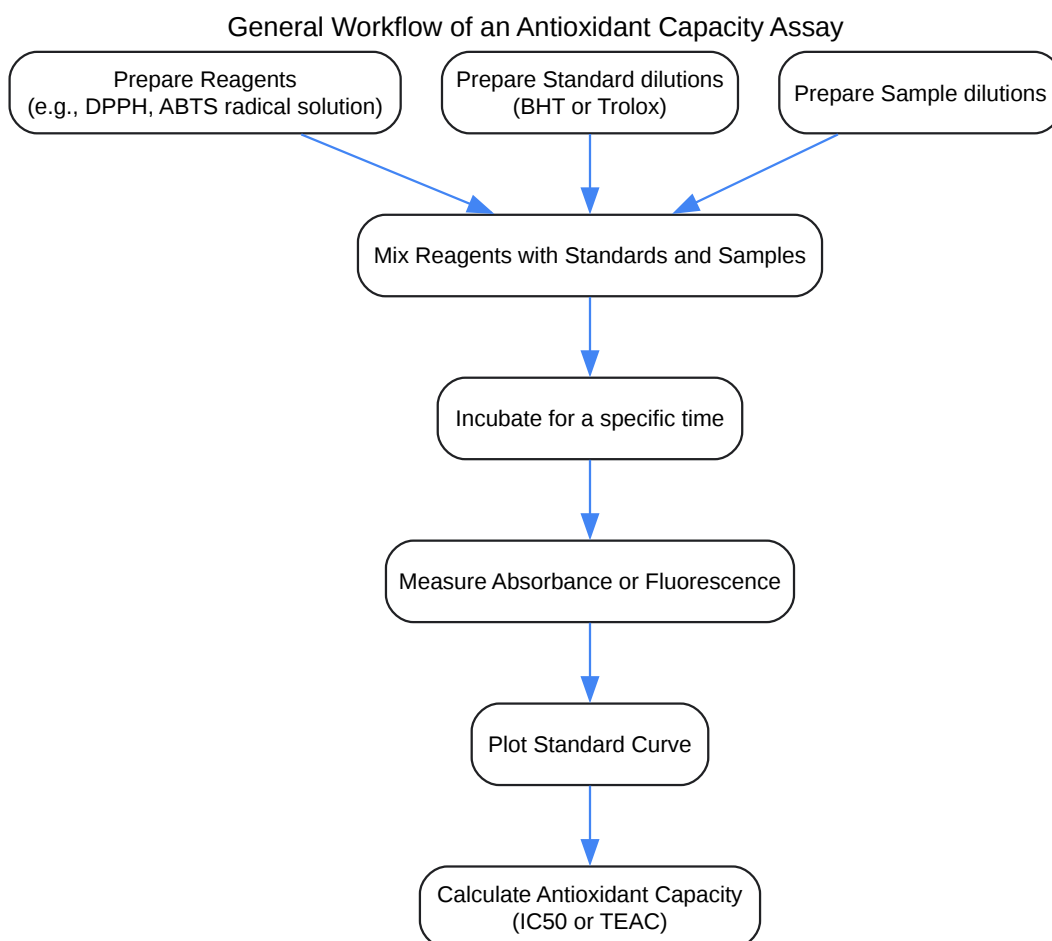 General Workflow of an Antioxidant Capacity Assay
Prepare Reagents
(e.g., DPPH, ABTS radical solution)
Prepare Standard dilutions
(BHT or Trolox)
Prepare Sample dilutions
Mix Reagents with Standards and Samples
Incubate for a specific time
Measure Absorbance or Fluorescence
Plot Standard Curve
Calculate Antioxidant Capacity
(IC50 or TEAC)